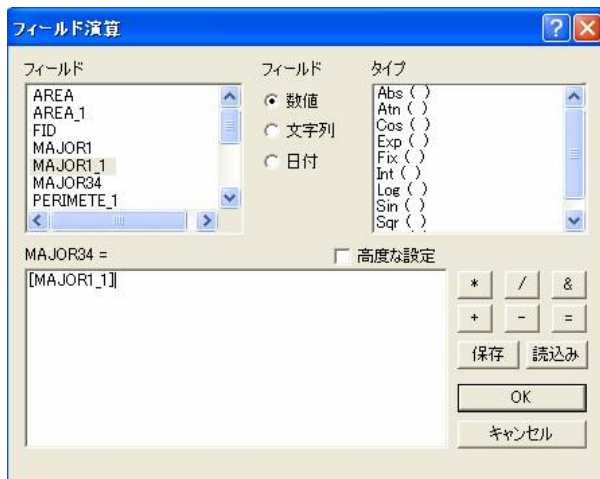 フィールド演算
フィールド
AREA
AREA_1
FID
MAJOR1
MAJOR1_1
MAJOR34
PERIMETE_1
フィールド
数値
文字列
日付
タイプ
Abs ( )
Atn ( )
Cos ( )
Exp ( )
Fix ( )
Int ( )
Log ( )
Sin ( )
Sqr ( )
MAJOR34 =
高度な設定
[MAJOR1_1]
* / &
+ - =
保存 読込み
OK
キャンセル